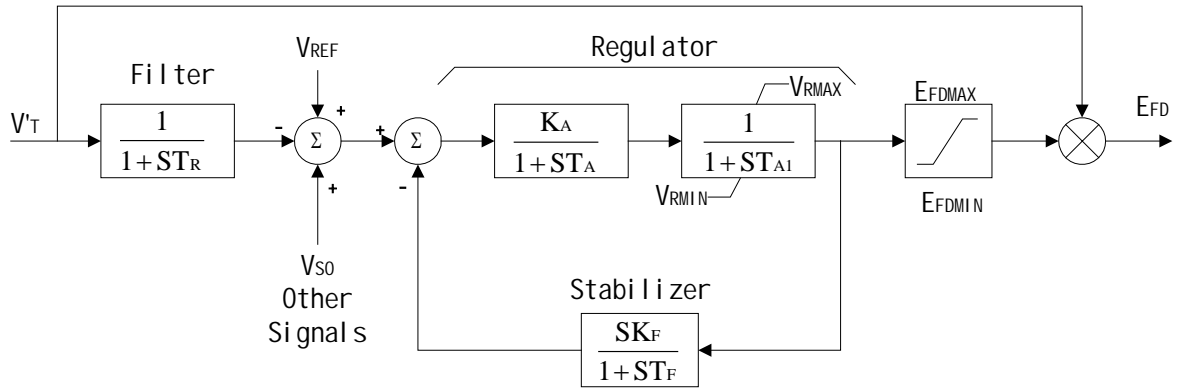 Regulator
VREF
Filter
VRMAX
EFDMAX
EFD
V'T
1
1+STR
-
+
Σ
+
+
Σ
-
KA
1+STA
1
1+STA1
VRMIN
EFDMIN
VSO
Other
Signals
Stabilizer
SKF
1+STF